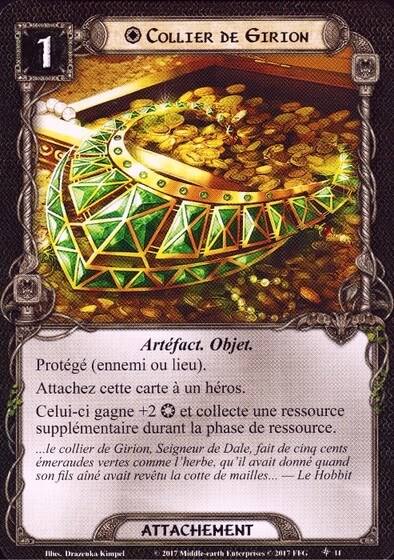 1
COLLIER DE GIRION
Artéfact. Objet.
Protégé (ennemi ou lieu).
Attachez cette carte à un héros.
Celui-ci gagne +2 et collecte une ressource
supplémentaire durant la phase de ressource.
...le collier de Girion, Seigneur de Dale, fait de cinq cents
émeraudes vertes comme l'herbe, qu'il avait donné quand
son fils aîné avait revêtu la cotte de mailles... — Le Hobbit
ATTACHEMENT
Illus. Drazenka Kimpel
© 2017 Middle-earth Enterprises © 2017 FFG
11